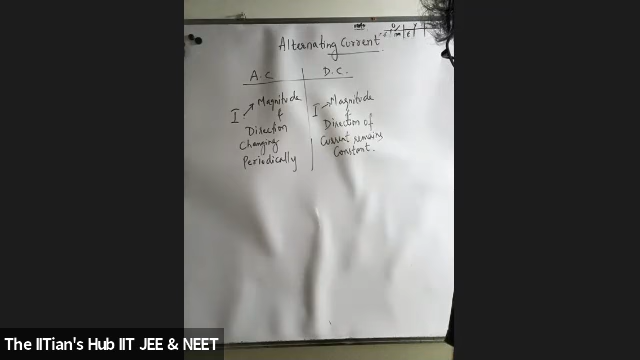 Alternating Current
A.C D.C.
I → Magnitude
&
Direction
Changing
Periodically
I → Magnitude
&
Direction of
Current remains
Constant.
The IITian's Hub IIT JEE & NEET